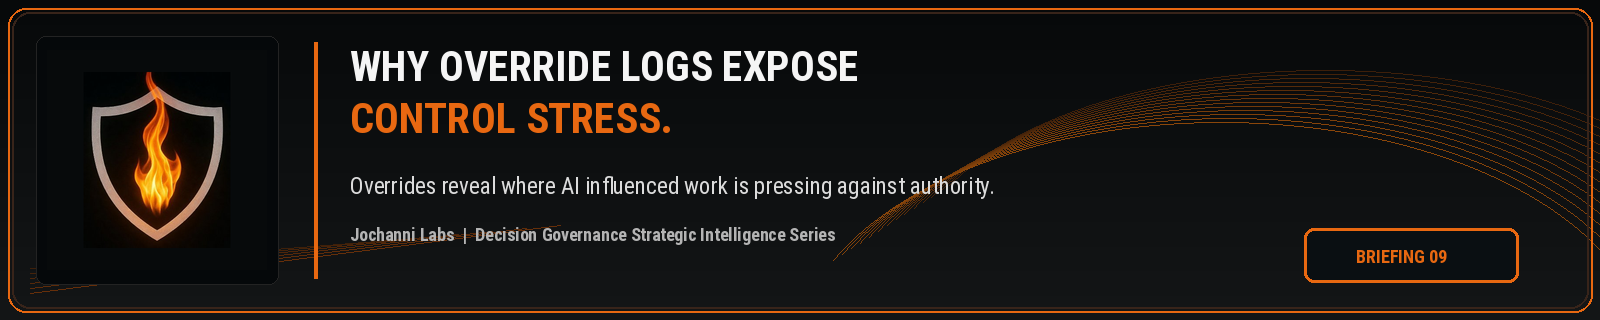 WHY OVERRIDE LOGS EXPOSE
CONTROL STRESS.
Overrides reveal where AI influenced work is pressing against authority.
Jochanni Labs | Decision Governance Strategic Intelligence Series
BRIEFING 09